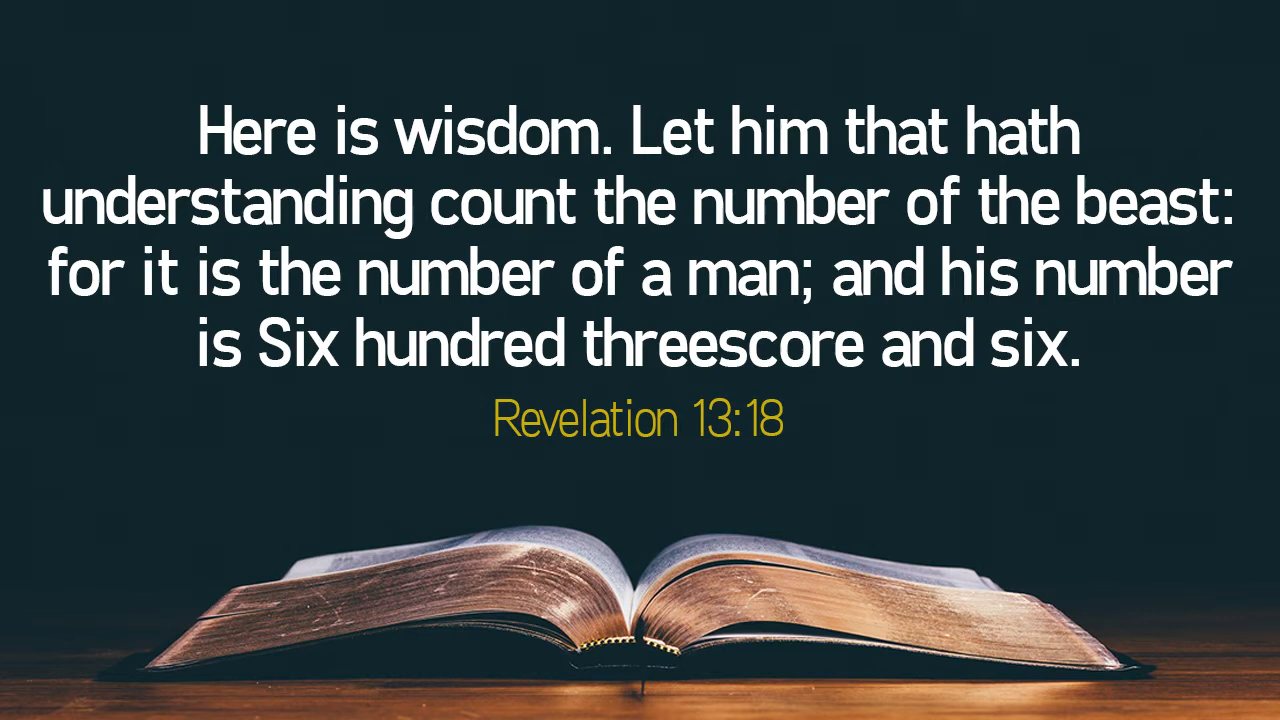 Here is wisdom. Let him that hath
understanding count the number of the beast:
for it is the number of a man; and his number
is Six hundred threescore and six.
Revelation 13:18